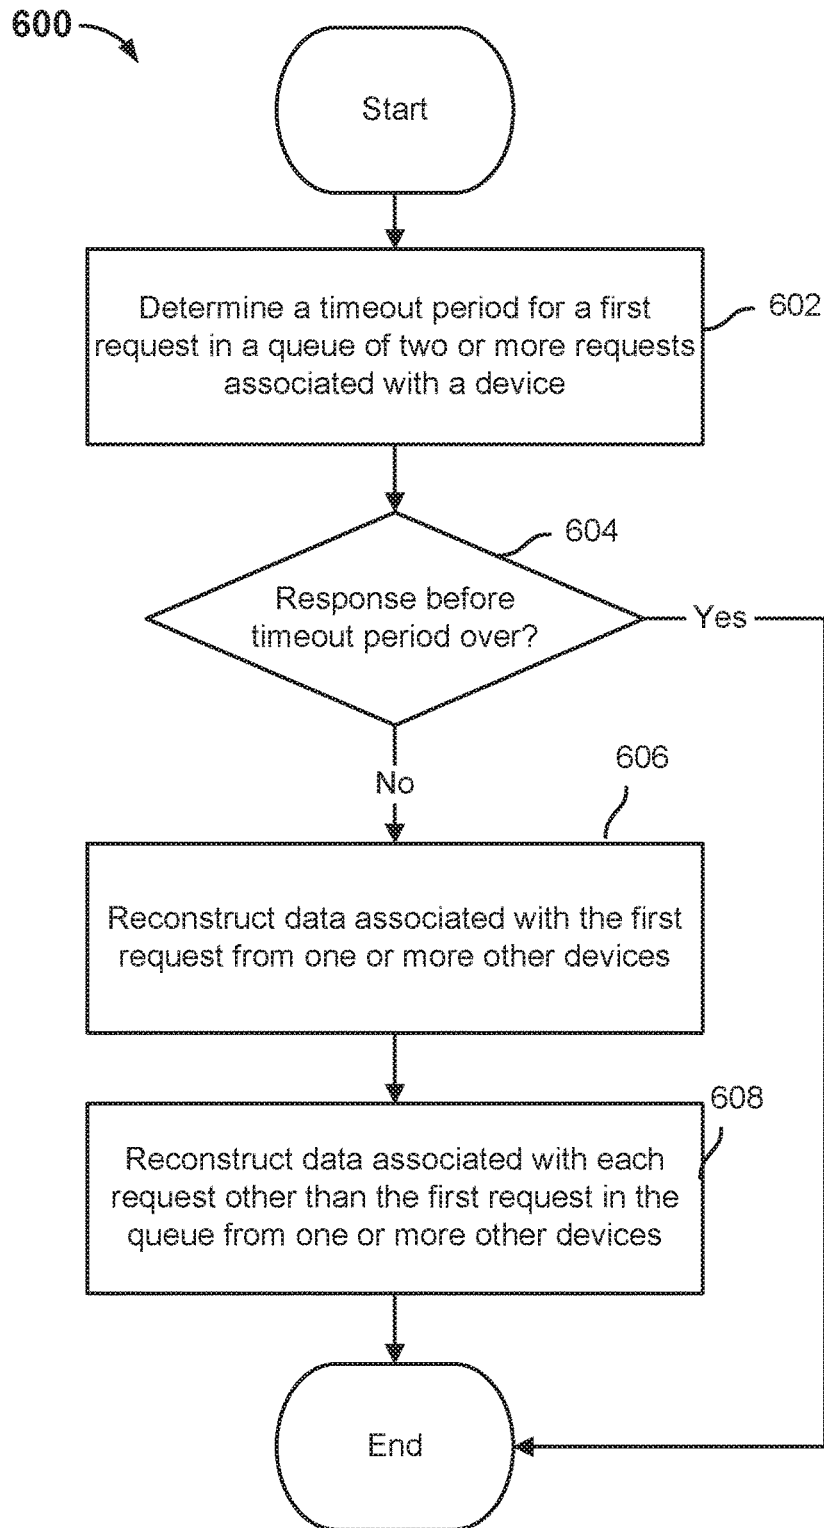 600
Start
Determine a timeout period for a first
request in a queue of two or more requests
associated with a device
602
604
Response before
timeout period over?
Yes
No
606
Reconstruct data associated with the first
request from one or more other devices
608
Reconstruct data associated with each
request other than the first request in the
queue from one or more other devices
End